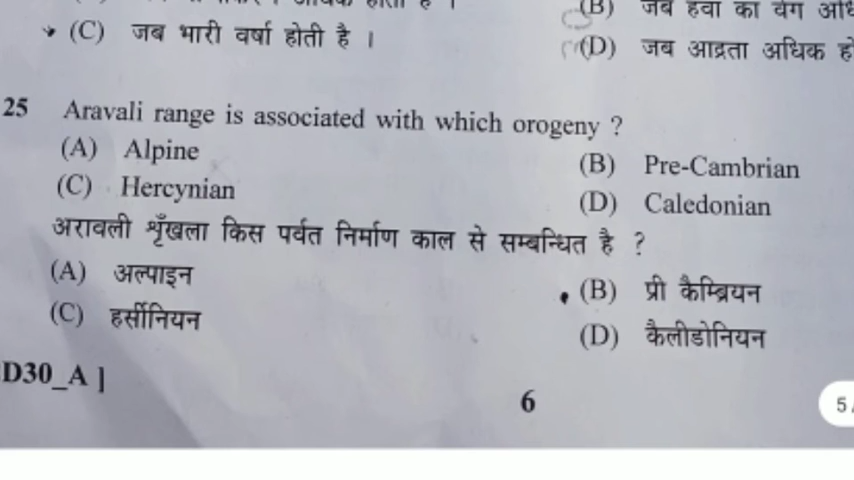 (B) जब हवा का वेग
(C) जब भारी वर्षा होती है ।
(D) जब आद्रता अधिक
25 Aravali range is associated with which orogeny ?
(A) Alpine
(B) Pre-Cambrian
(C) Hercynian
(D) Caledonian
अरावली शृँखला किस पर्वत निर्माण काल से सम्बन्धित है ?
(A) अल्पाइन
(B) प्री कैम्ब्रियन
(C) हर्सीनियन
(D) कैलीडोनियन
D30_A ]
6
5